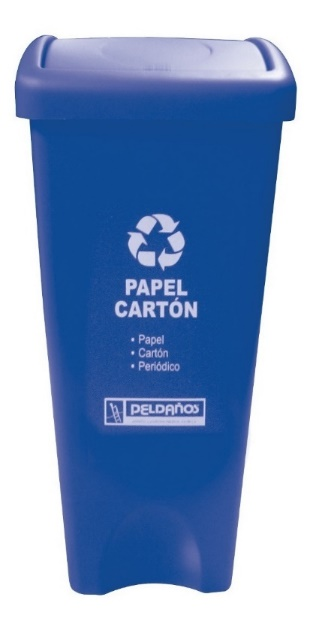 PAPEL
CARTÓN
• Papel
• Cartón
• Periódico
PELDAÑOS